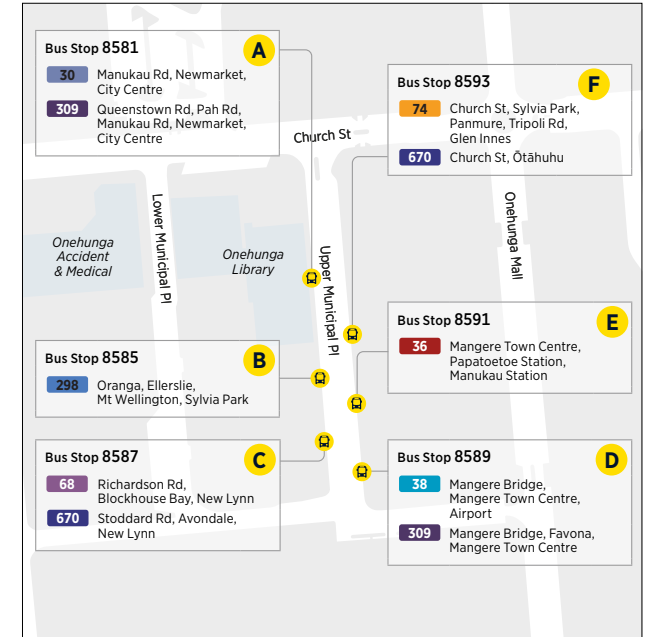 Bus Stop 8581
A
30
Manukau Rd, Newmarket,
City Centre
309
Queenstown Rd, Pah Rd,
Manukau Rd, Newmarket,
City Centre
Bus Stop 8593
F
74
Church St, Sylvia Park,
Panmure, Tripoli Rd,
Glen Innes
670
Church St, Ōtāhuhu
Church St
Lower Municipal Pl
Onehunga
Accident
& Medical
Onehunga
Library
Upper Municipal Pl
Onehunga Mall
Bus Stop 8591
E
36
Mangere Town Centre,
Papatoetoe Station,
Manukau Station
Bus Stop 8585
B
298
Oranga, Ellerslie,
Mt Wellington, Sylvia Park
Bus Stop 8587
C
68
Richardson Rd,
Blockhouse Bay, New Lynn
670
Stoddard Rd, Avondale,
New Lynn
Bus Stop 8589
D
38
Mangere Bridge,
Mangere Town Centre,
Airport
309
Mangere Bridge, Favona,
Mangere Town Centre